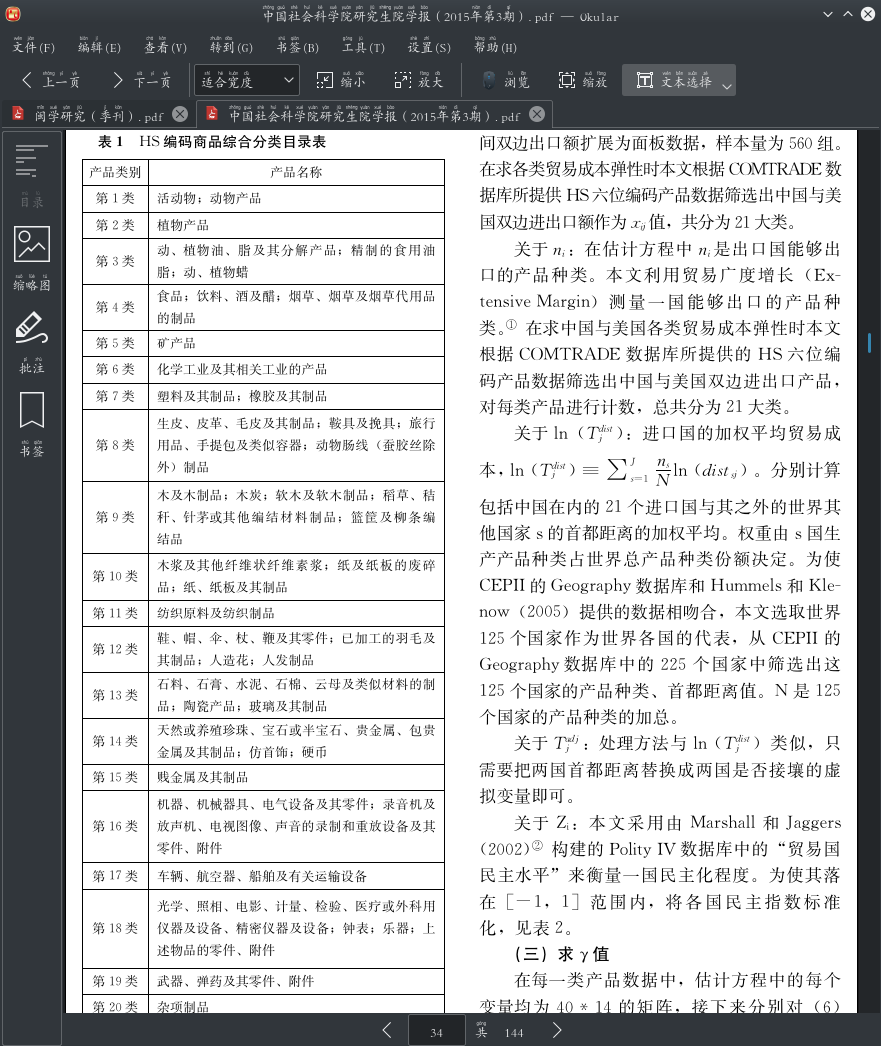 中国社会科学院研究生院学报（2015年第3期）.pdf — Okular
文件(F) 编辑(E) 查看(V) 转到(G) 书签(B) 工具(T) 设置(S) 帮助(H)
上一页 下一页 适合宽度 缩小 放大 浏览 缩放 文本选择
闽学研究（季刊）.pdf 中国社会科学院研究生院学报（2015年第3期）.pdf
目录
缩略图
批注
书签
表 1 HS 编码商品综合分类目录表
产品类别 产品名称
第 1 类 活动物；动物产品
第 2 类 植物产品
第 3 类 动、植物油、脂及其分解产品；精制的食用油
脂；动、植物蜡
第 4 类 食品；饮料、酒及醋；烟草、烟草及烟草代用品
的制品
第 5 类 矿产品
第 6 类 化学工业及其相关工业的产品
第 7 类 塑料及其制品；橡胶及其制品
第 8 类 生皮、皮革、毛皮及其制品；鞍具及挽具；旅行
用品、手提包及类似容器；动物肠线（蚕胶丝除
外）制品
第 9 类 木及木制品；木炭；软木及软木制品；稻草、秸
秆、针茅或其他编结材料制品；篮筐及柳条编
结品
第 10 类 木浆及其他纤维状纤维素浆；纸及纸板的废碎
品；纸、纸板及其制品
第 11 类 纺织原料及纺织制品
第 12 类 鞋、帽、伞、杖、鞭及其零件；已加工的羽毛及
其制品；人造花；人发制品
第 13 类 石料、石膏、水泥、石棉、云母及类似材料的制
品；陶瓷产品；玻璃及其制品
第 14 类 天然或养殖珍珠、宝石或半宝石、贵金属、包贵
金属及其制品；仿首饰；硬币
第 15 类 贱金属及其制品
第 16 类 机器、机械器具、电气设备及其零件；录音机及
放声机、电视图像、声音的录制和重放设备及其
零件、附件
第 17 类 车辆、航空器、船舶及有关运输设备
第 18 类 光学、照相、电影、计量、检验、医疗或外科用
仪器及设备、精密仪器及设备；钟表；乐器；上
述物品的零件、附件
第 19 类 武器、弹药及其零件、附件
第 20 类 杂项制品
间双边出口额扩展为面板数据，样本量为 560 组。
在求各类贸易成本弹性时本文根据 COMTRADE 数
据库所提供 HS 六位编码产品数据筛选出中国与美
国双边进出口额作为 xij 值，共分为 21 大类。
关于 ni：在估计方程中 ni 是出口国能够出
口的产品种类。本文利用贸易广度增长（Ex-
tensive Margin）测量一国能够出口的产品种
类。① 在求中国与美国各类贸易成本弹性时本文
根据 COMTRADE 数据库所提供的 HS 六位编
码产品数据筛选出中国与美国双边进出口产品，
对每类产品进行计数，总共分为 21 大类。
关于 ln（Tjdist）：进口国的加权平均贸易成
本，ln（Tjdist）≡ ∑Js=1 ns/N ln（distsj）。分别计算
包括中国在内的 21 个进口国与其之外的世界其
他国家 s 的首都距离的加权平均。权重由 s 国生
产产品种类占世界总产品种类份额决定。为使
CEPII 的 Geography 数据库和 Hummels 和 Kle-
now（2005）提供的数据相吻合，本文选取世界
125 个国家作为世界各国的代表，从 CEPII 的
Geography 数据库中的 225 个国家中筛选出这
125 个国家的产品种类、首都距离值。N 是 125
个国家的产品种类的加总。
关于 Tjadj：处理方法与 ln（Tjdist）类似，只
需要把两国首都距离替换成两国是否接壤的虚
拟变量即可。
关于 Zi：本文采用由 Marshall 和 Jaggers
(2002)② 构建的 Polity IV 数据库中的“贸易国
民主水平”来衡量一国民主化程度。为使其落
在［－1，1］范围内，将各国民主指数标准
化，见表 2。
（三）求 γ 值
在每一类产品数据中，估计方程中的每个
变量均为 40 * 14 的矩阵，接下来分别对（6）
34 共 144